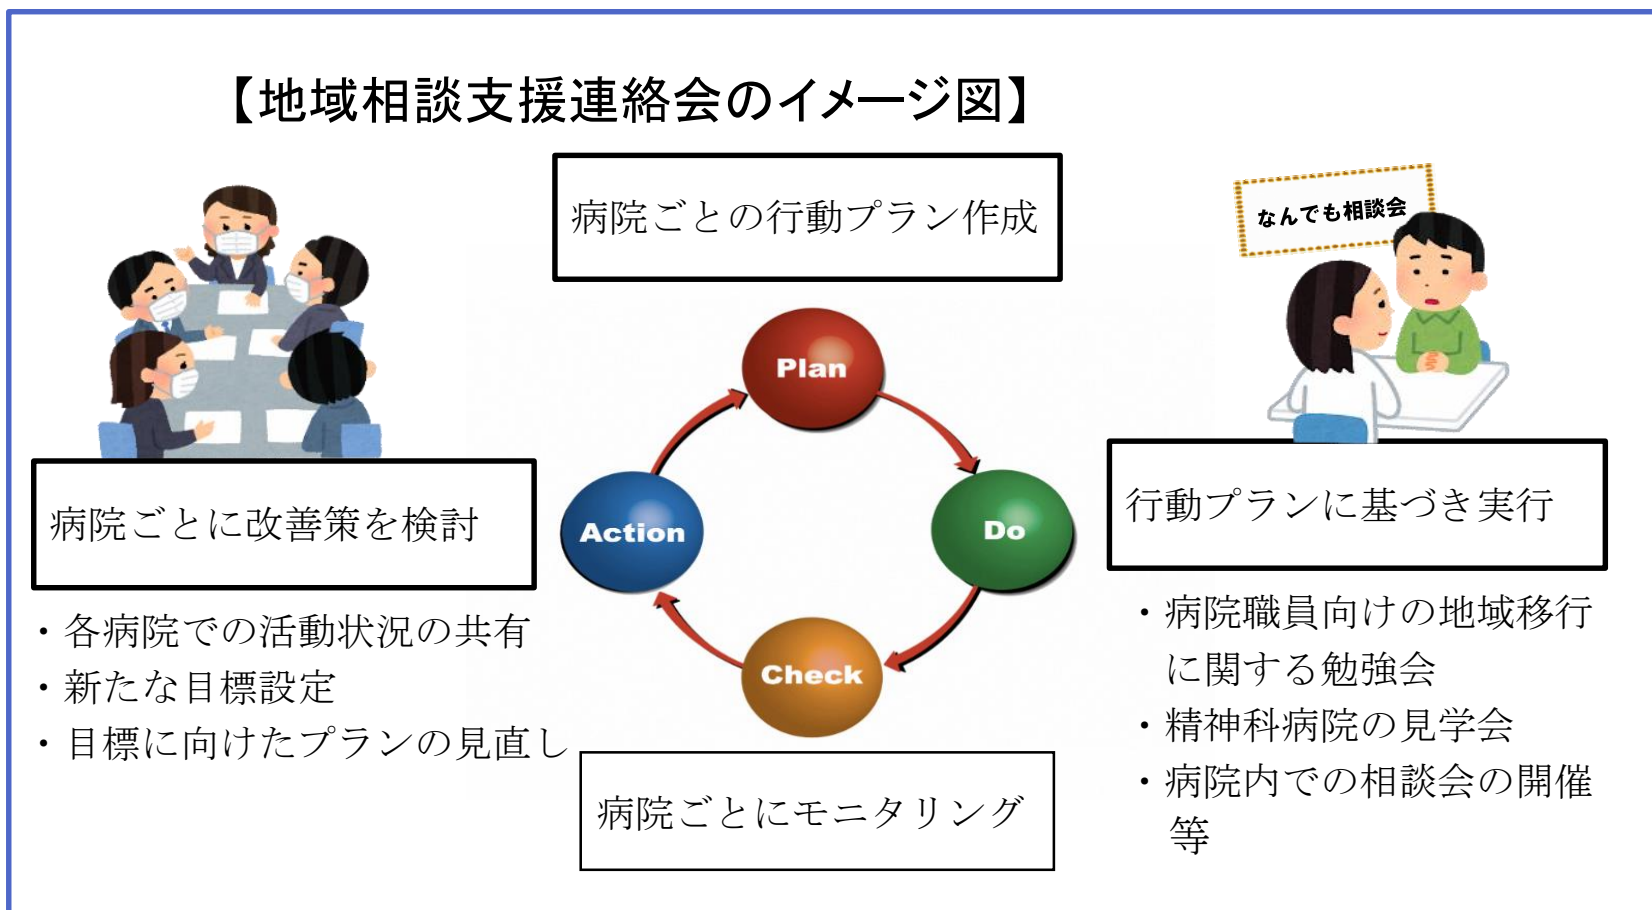 【地域相談支援連絡会のイメージ図】
病院ごとの行動プラン作成
なんでも相談会
Plan
Action
Do
Check
病院ごとに改善策を検討
・各病院での活動状況の共有
・新たな目標設定
・目標に向けたプランの見直し
行動プランに基づき実行
・病院職員向けの地域移行
に関する勉強会
・精神科病院の見学会
・病院内での相談会の開催
等
病院ごとにモニタリング